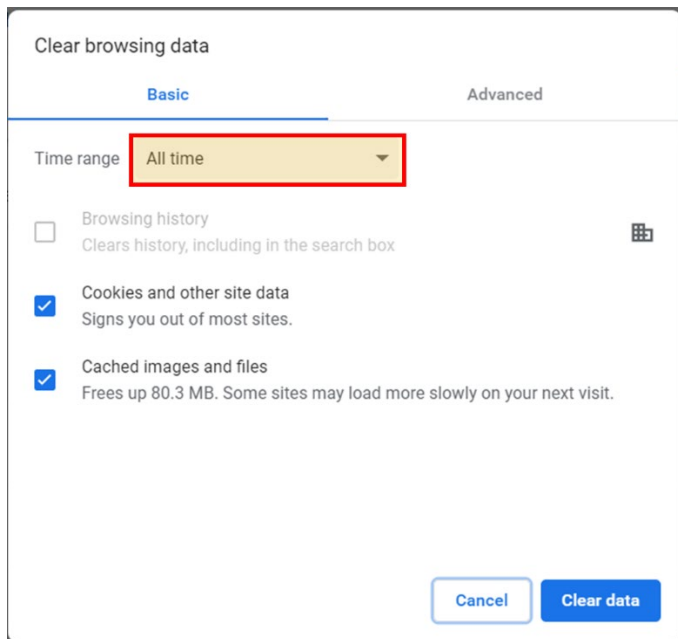 Clear browsing data
Basic
Advanced
Time range
All time
Browsing history
Clears history, including in the search box
Cookies and other site data
Signs you out of most sites.
Cached images and files
Frees up 80.3 MB. Some sites may load more slowly on your next visit.
Cancel
Clear data